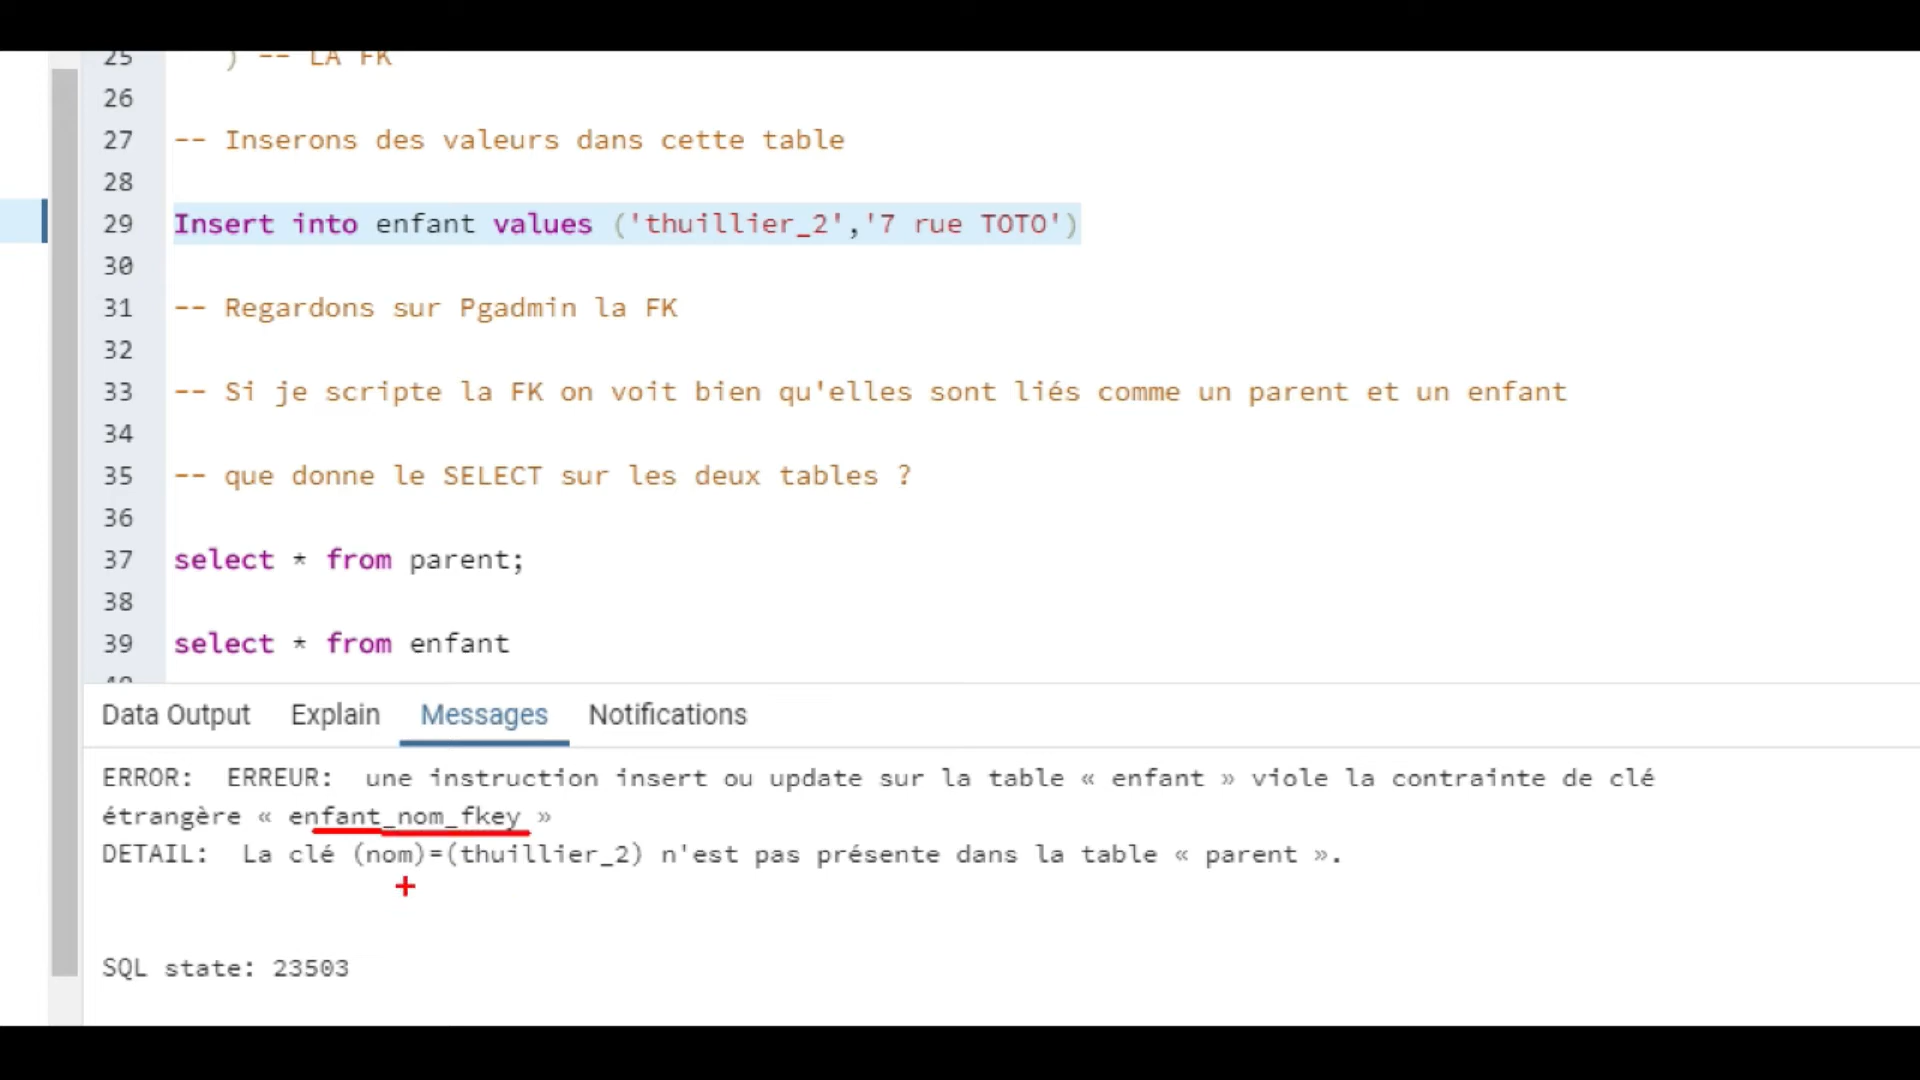 25 ) -- LA FK
26
27 -- Inserons des valeurs dans cette table
28
29 Insert into enfant values ('thuillier_2','7 rue TOTO')
30
31 -- Regardons sur Pgadmin la FK
32
33 -- Si je scripte la FK on voit bien qu'elles sont liés comme un parent et un enfant
34
35 -- que donne le SELECT sur les deux tables ?
36
37 select * from parent;
38
39 select * from enfant
40
Data Output Explain Messages Notifications
ERROR: ERREUR: une instruction insert ou update sur la table « enfant » viole la contrainte de clé
étrangère « enfant_nom_fkey »
DETAIL: La clé (nom)=(thuillier_2) n'est pas présente dans la table « parent ».
SQL state: 23503